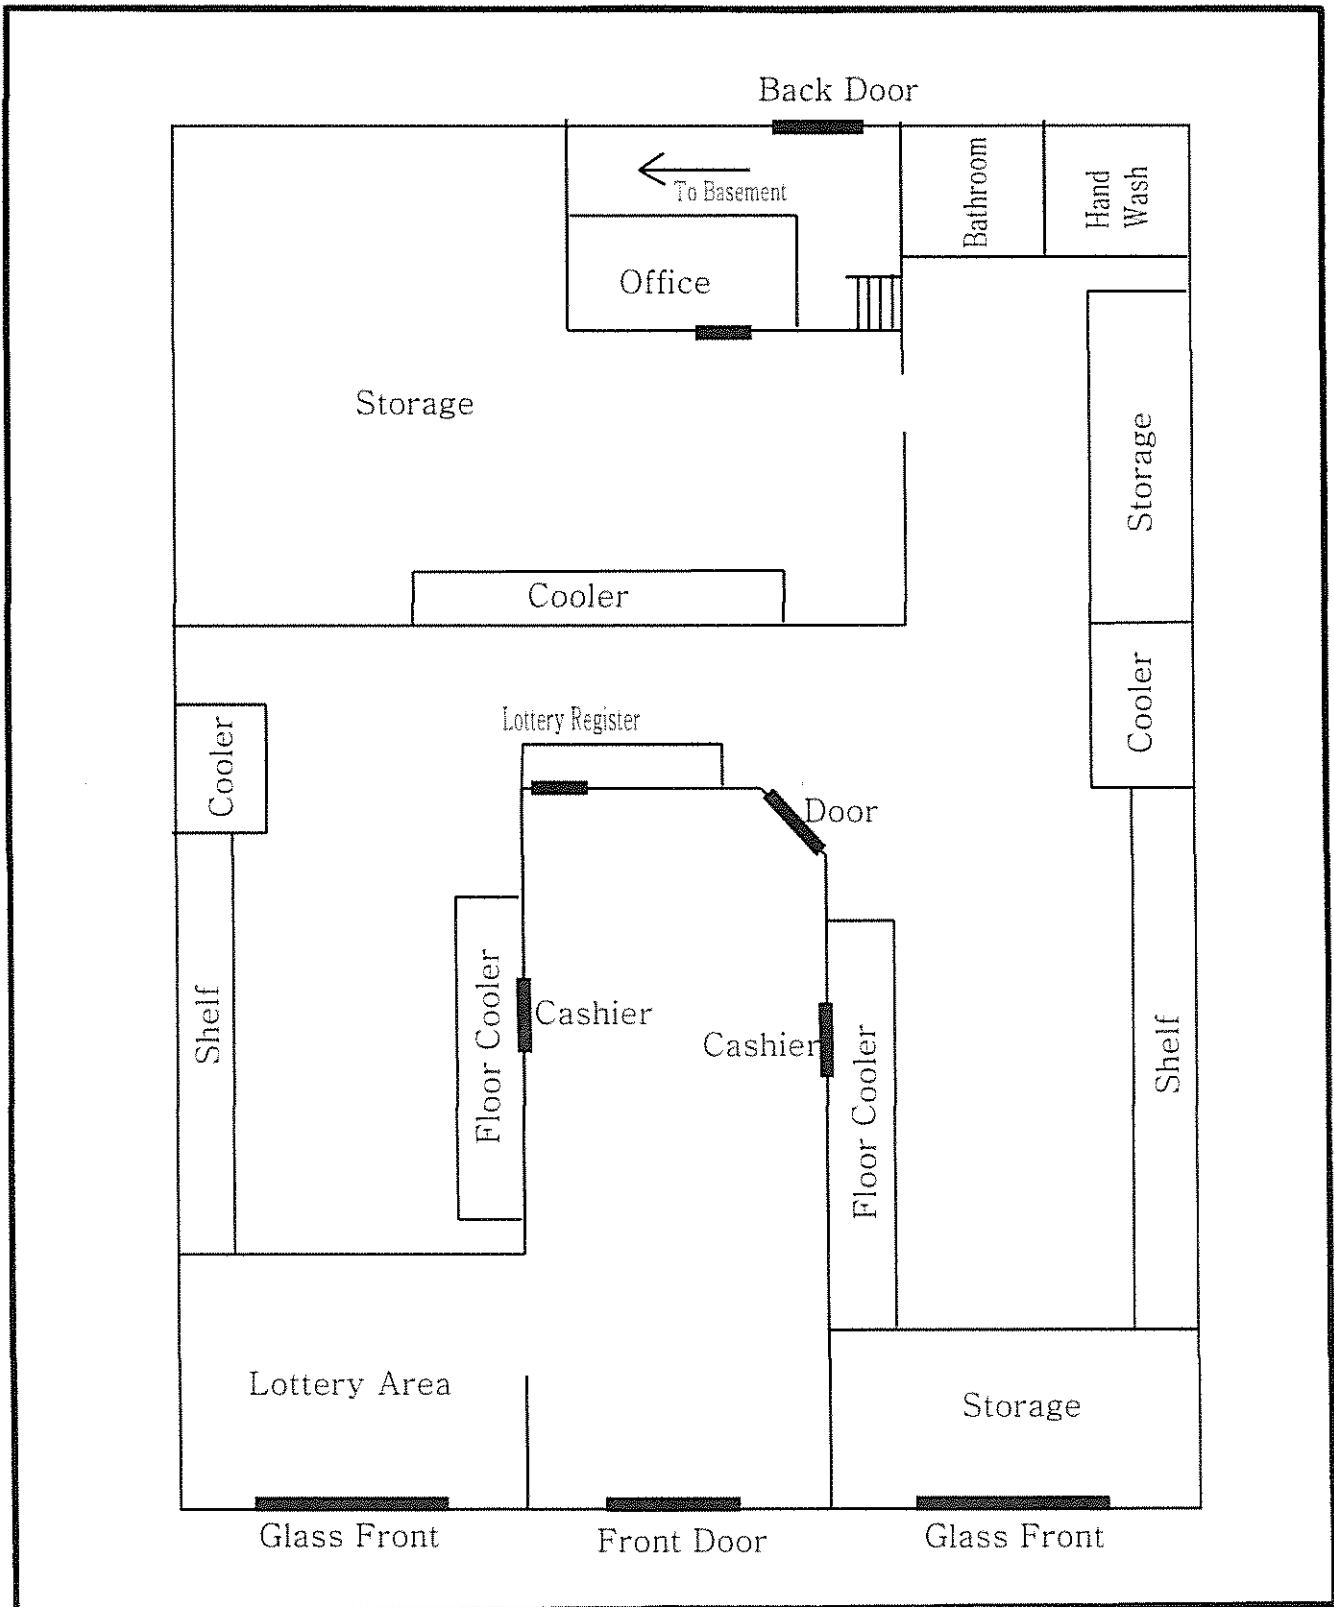 Back Door
To Basement
Bathroom
Hand
Wash
Office
Storage
Storage
Cooler
Cooler
Cooler
Lottery Register
Door
Shelf
Floor Cooler
Cashier
Cashier
Floor Cooler
Shelf
Lottery Area
Storage
Glass Front
Front Door
Glass Front